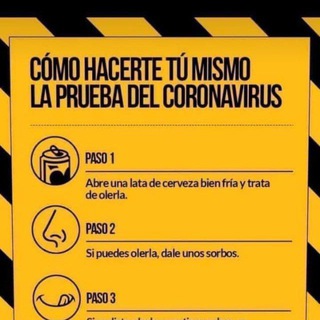 CÓMO HACERTE TÚ MISMO
LA PRUEBA DEL CORONAVIRUS
PASO 1
Abre una lata de cerveza bien fría y trata
de olerla.
PASO 2
Si puedes olerla, dale unos sorbos.
PASO 3